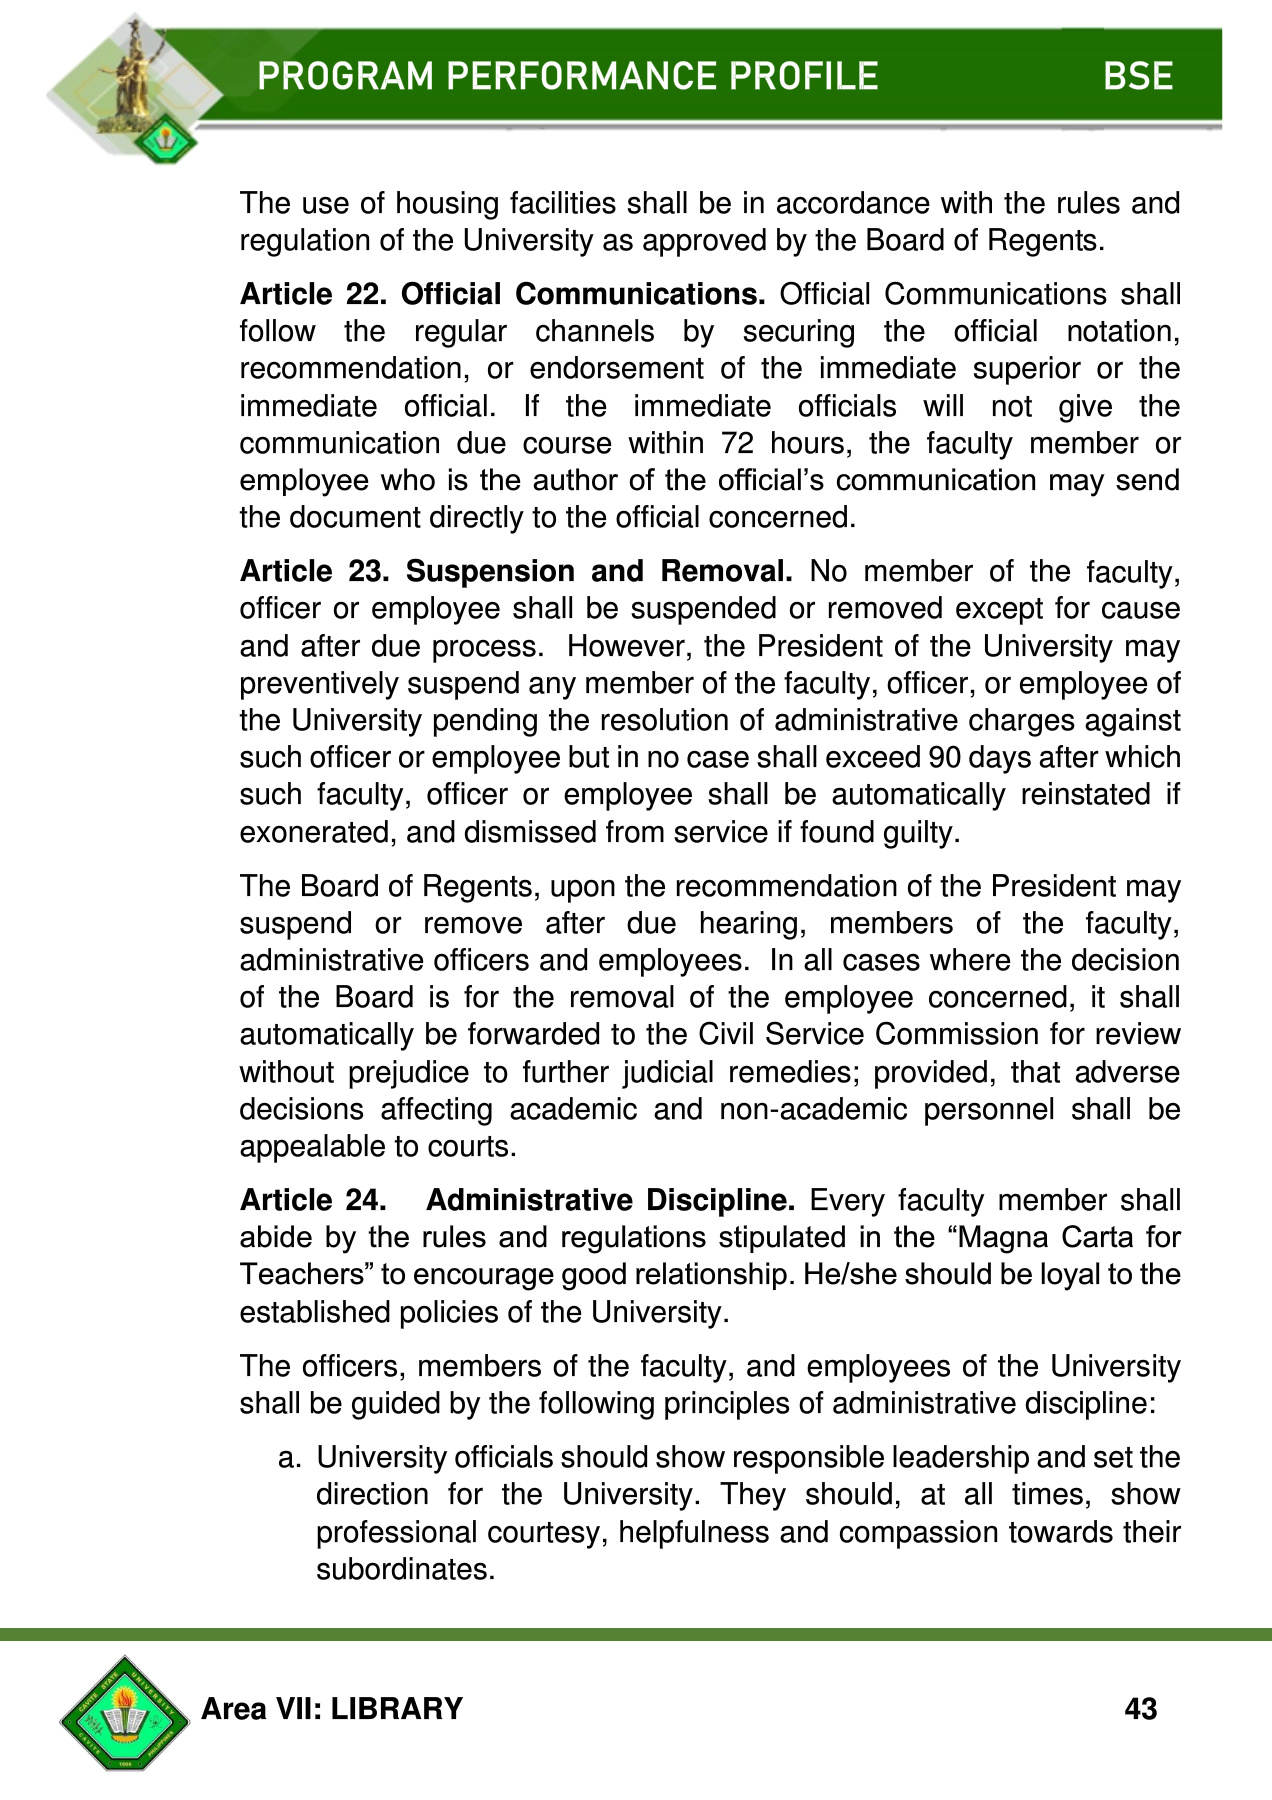 PROGRAM PERFORMANCE PROFILE BSE
The use of housing facilities shall be in accordance with the rules and
regulation of the University as approved by the Board of Regents.
Article 22. Official Communications. Official Communications shall
follow the regular channels by securing the official notation,
recommendation, or endorsement of the immediate superior or the
immediate official. If the immediate officials will not give the
communication due course within 72 hours, the faculty member or
employee who is the author of the official’s communication may send
the document directly to the official concerned.
Article 23. Suspension and Removal. No member of the faculty,
officer or employee shall be suspended or removed except for cause
and after due process. However, the President of the University may
preventively suspend any member of the faculty, officer, or employee of
the University pending the resolution of administrative charges against
such officer or employee but in no case shall exceed 90 days after which
such faculty, officer or employee shall be automatically reinstated if
exonerated, and dismissed from service if found guilty.
The Board of Regents, upon the recommendation of the President may
suspend or remove after due hearing, members of the faculty,
administrative officers and employees. In all cases where the decision
of the Board is for the removal of the employee concerned, it shall
automatically be forwarded to the Civil Service Commission for review
without prejudice to further judicial remedies; provided, that adverse
decisions affecting academic and non-academic personnel shall be
appealable to courts.
Article 24. Administrative Discipline. Every faculty member shall
abide by the rules and regulations stipulated in the “Magna Carta for
Teachers” to encourage good relationship. He/she should be loyal to the
established policies of the University.
The officers, members of the faculty, and employees of the University
shall be guided by the following principles of administrative discipline:
a. University officials should show responsible leadership and set the
direction for the University. They should, at all times, show
professional courtesy, helpfulness and compassion towards their
subordinates.
CAVITE STATE UNIVERSITY
CAVITE PHILIPPINES
1906
Area VII: LIBRARY 43